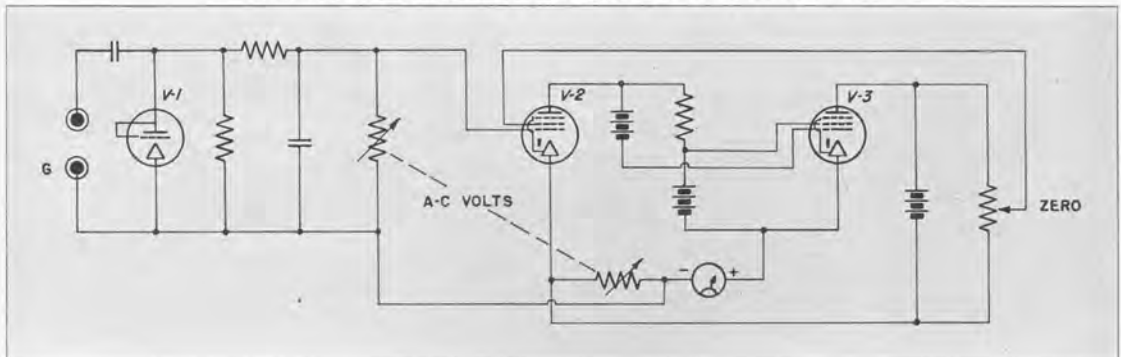 V-1
V-2
V-3
G
A-C VOLTS
ZERO
- +